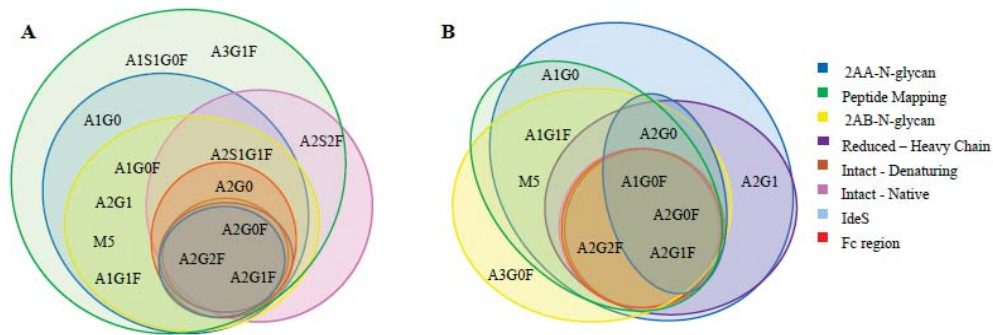 A
A3G1F
A1S1G0F
A1G0
A2S2F
A1G0F
A2S1G1F
A2G0
A2G1
A2G0F
M5
A2G2F
A1G1F
A2G1F
B
A1G0
A1G1F
A2G0
M5
A1G0F
A2G1
A2G0F
A2G2F
A2G1F
A3G0F
2AA-N-glycan
Peptide Mapping
2AB-N-glycan
Reduced – Heavy Chain
Intact - Denaturing
Intact - Native
IdeS
Fc region